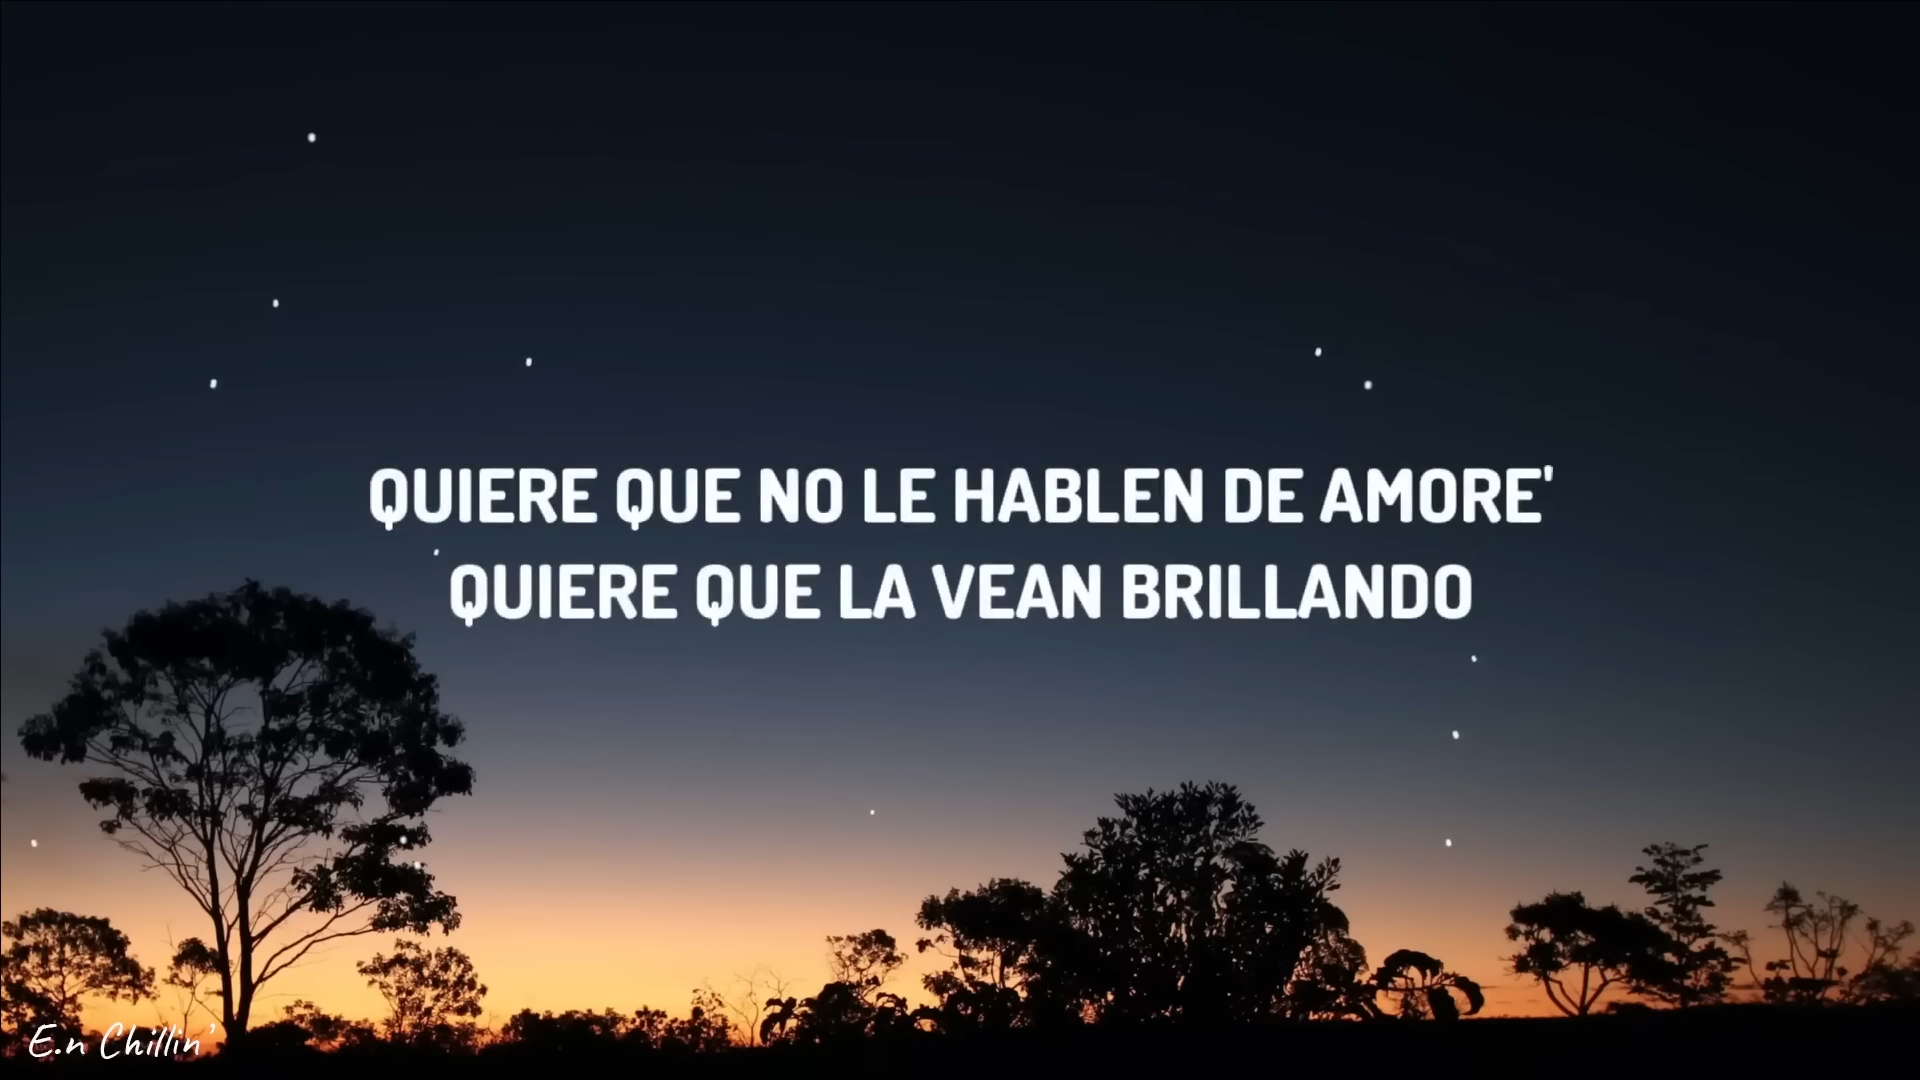 QUIERE QUE NO LE HABLEN DE AMORE'
QUIERE QUE LA VEAN BRILLANDO
E.n Chillin'